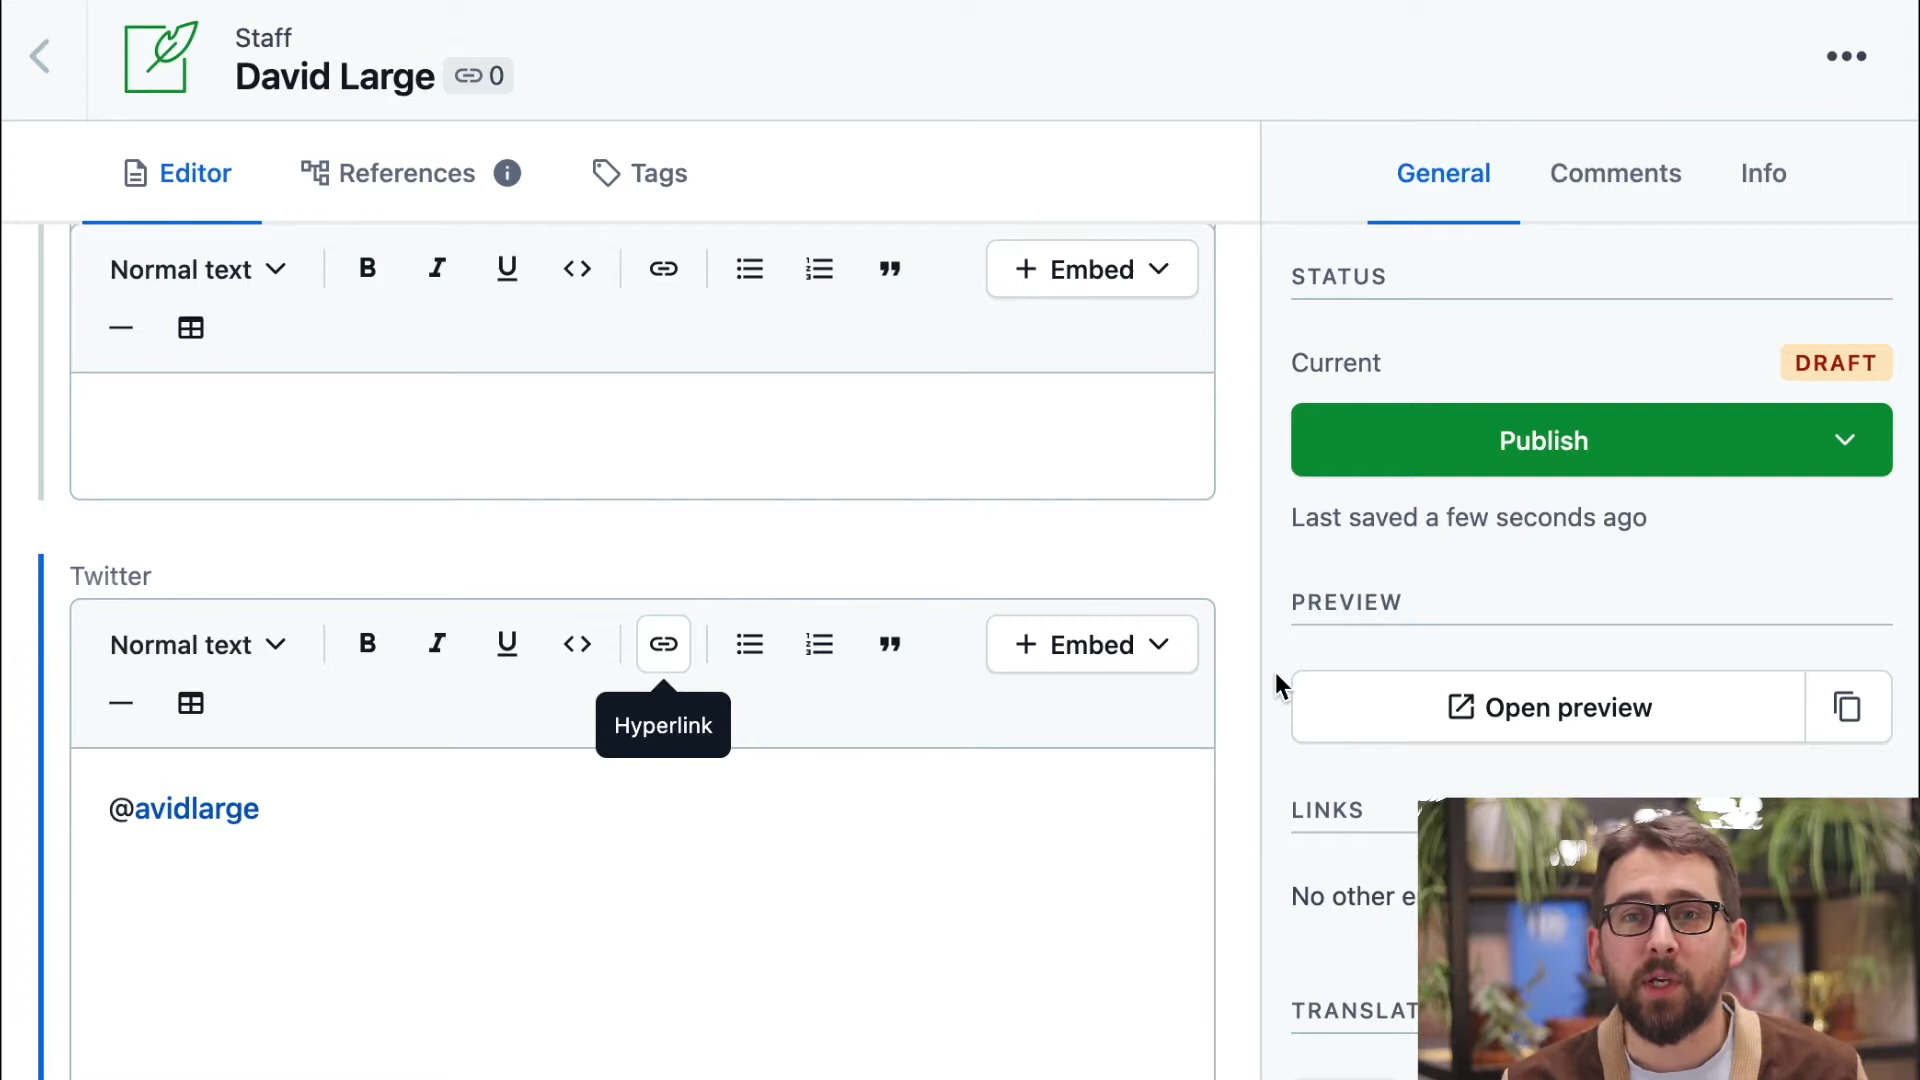 Staff
David Large 0
Editor
References
Tags
General
Comments
Info
Normal text
B I U <>
+ Embed
STATUS
Current
DRAFT
Publish
Last saved a few seconds ago
PREVIEW
Open preview
Twitter
Normal text
B I U <>
+ Embed
Hyperlink
@avidlarge
LINKS
No other e
TRANSLAT